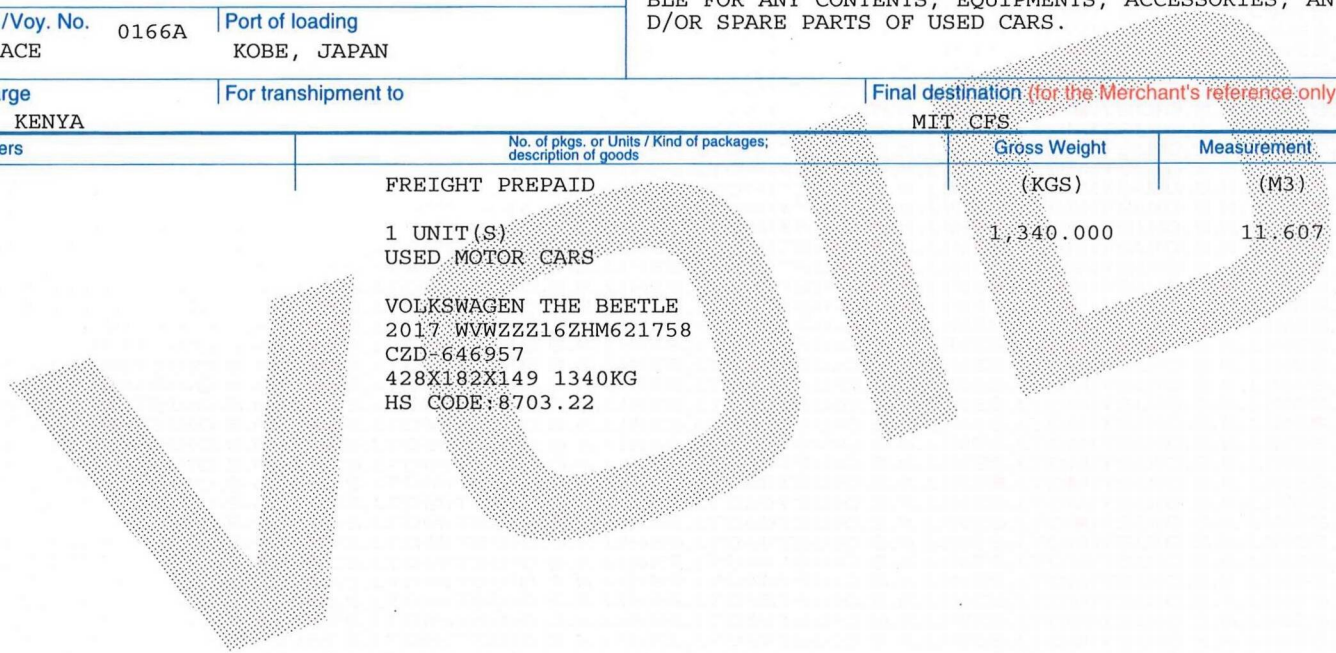 BLE FOR ANY CONTENTS, EQUIPMENTS, ACCESSORIES, AN
D/OR SPARE PARTS OF USED CARS.
/Voy. No. 0166A
ACE
Port of loading
KOBE, JAPAN
rge
KENYA
For transhipment to
Final destination (for the Merchant's reference only
MIT CFS
ers
No. of pkgs. or Units / Kind of packages;
description of goods
Gross Weight
Measurement
FREIGHT PREPAID (KGS) (M3)
1 UNIT(S) 1,340.000 11.607
USED MOTOR CARS
VOLKSWAGEN THE BEETLE
2017 WVWZZZ16ZHM621758
CZD-646957
428X182X149 1340KG
HS CODE:8703.22
VOID